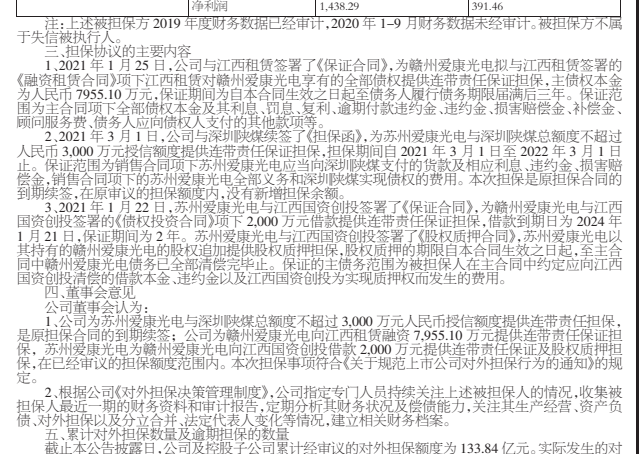 净利润 1,438.29 391.46
注:上述被担保方 2019 年度财务数据已经审计,2020 年 1-9 月财务数据未经审计。被担保方不属
于失信被执行人。
三、担保协议的主要内容
1、2021 年 1 月 25 日,公司与江西租赁签署了《保证合同》,为赣州爱康光电拟与江西租赁签署的
《融资租赁合同》项下江西租赁对赣州爱康光电享有的全部债权提供连带责任保证担保,主债权本金
为人民币 7955.10 万元,保证期间为自本合同生效之日起至债务人履行债务期限届满后三年。保证范
围为主合同项下全部债权本金及其利息、罚息、复利、逾期付款违约金、违约金、损害赔偿金、补偿金、
顾问服务费、债务人应向债权人支付的其他款项等。
2、2021 年 3 月 1 日,公司与深圳陕煤续签了《担保函》,为苏州爱康光电与深圳陕煤总额度不超过
人民币 3,000 万元授信额度提供连带责任保证担保,担保期间自 2021 年 3 月 1 日至 2022 年 3 月 1 日
止。保证范围为销售合同项下苏州爱康光电应当向深圳陕煤支付的货款及相应利息、违约金、损害赔
偿金,销售合同项下的苏州爱康光电全部义务和深圳陕煤实现债权的费用。本次担保是原担保合同的
到期续签,在原审议的担保额度内,没有新增担保余额。
3、2021 年 1 月 22 日,苏州爱康光电与江西国资创投签署了《保证合同》,为赣州爱康光电与江西
国资创投签署的《债权投资合同》项下 2,000 万元借款提供连带责任保证担保,借款到期日为 2024 年
1 月 21 日,保证期间为 2 年。苏州爱康光电与江西国资创投签署了《股权质押合同》,苏州爱康光电以
其持有的赣州爱康光电的股权追加提供股权质押担保,股权质押的期限自本合同生效之日起,至主合
同中赣州爱康光电债务已全部清偿完毕止。保证的主债务范围为被担保人在主合同中约定应向江西
国资创投清偿的借款本金、违约金以及江西国资创投为实现质押权而发生的费用。
四、董事会意见
公司董事会认为:
1、公司为苏州爱康光电与深圳陕煤总额度不超过 3,000 万元人民币授信额度提供连带责任担保,
是原担保合同的到期续签;公司为赣州爱康光电向江西租赁融资 7,955.10 万元提供连带责任保证担
保,苏州爱康光电为赣州爱康光电向江西国资创投借款 2,000 万元提供连带责任保证及股权质押担
保,在已经审议的担保额度范围内。本次担保事项符合《关于规范上市公司对外担保行为的通知》的规
定。
2、根据公司《对外担保决策管理制度》,公司指定专门人员持续关注上述被担保人的情况,收集被
担保人最近一期的财务资料和审计报告,定期分析其财务状况及偿债能力,关注其生产经营、资产负
债、对外担保以及分立合并、法定代表人变化等情况,建立相关财务档案。
五、累计对外担保数量及逾期担保的数量
截止本公告披露日,公司及控股子公司累计经审议的对外担保额度为 133.84 亿元。实际发生的对